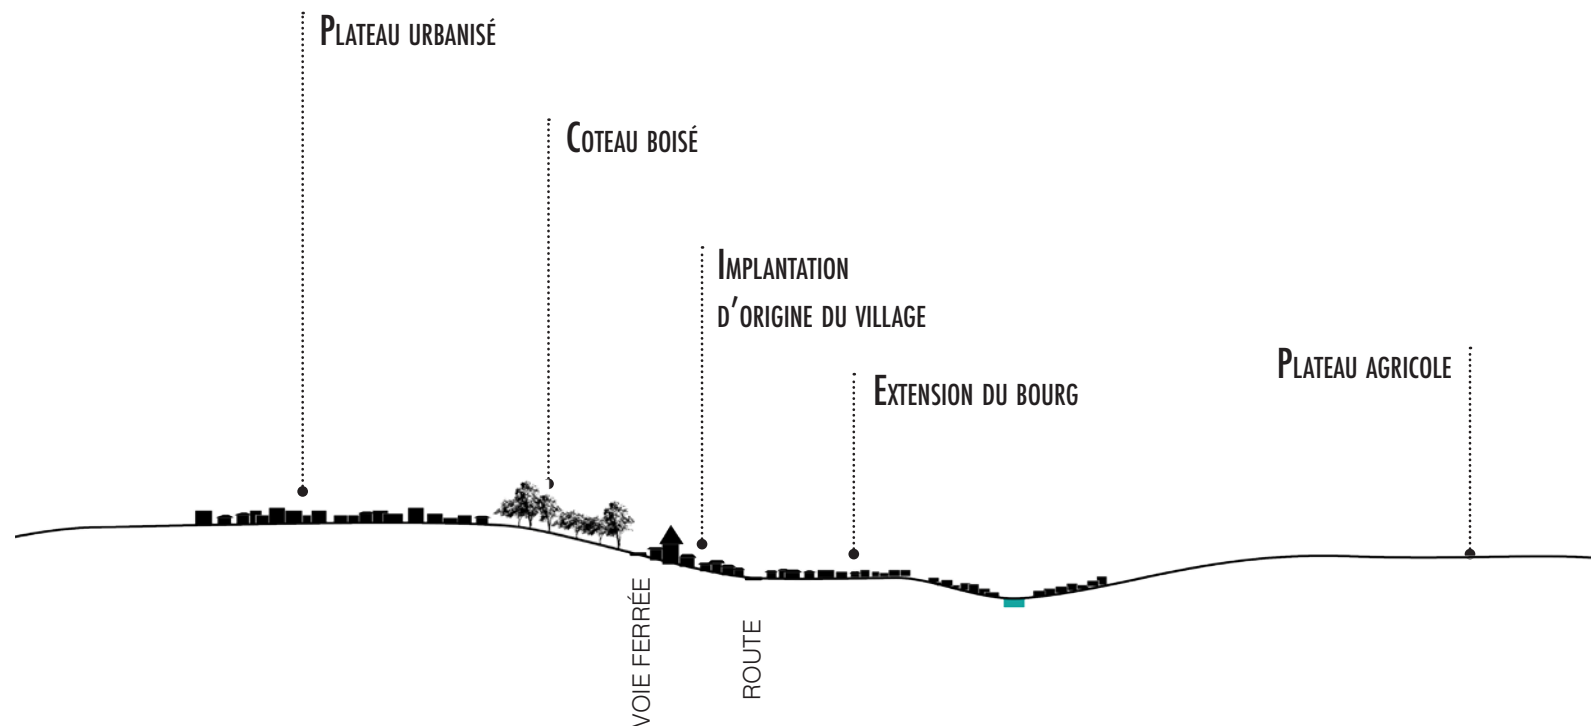 Plateau urbanisé
Coteau boisé
Implantation
d'origine du village
Extension du bourg
Plateau agricole
VOIE FERRÉE
ROUTE